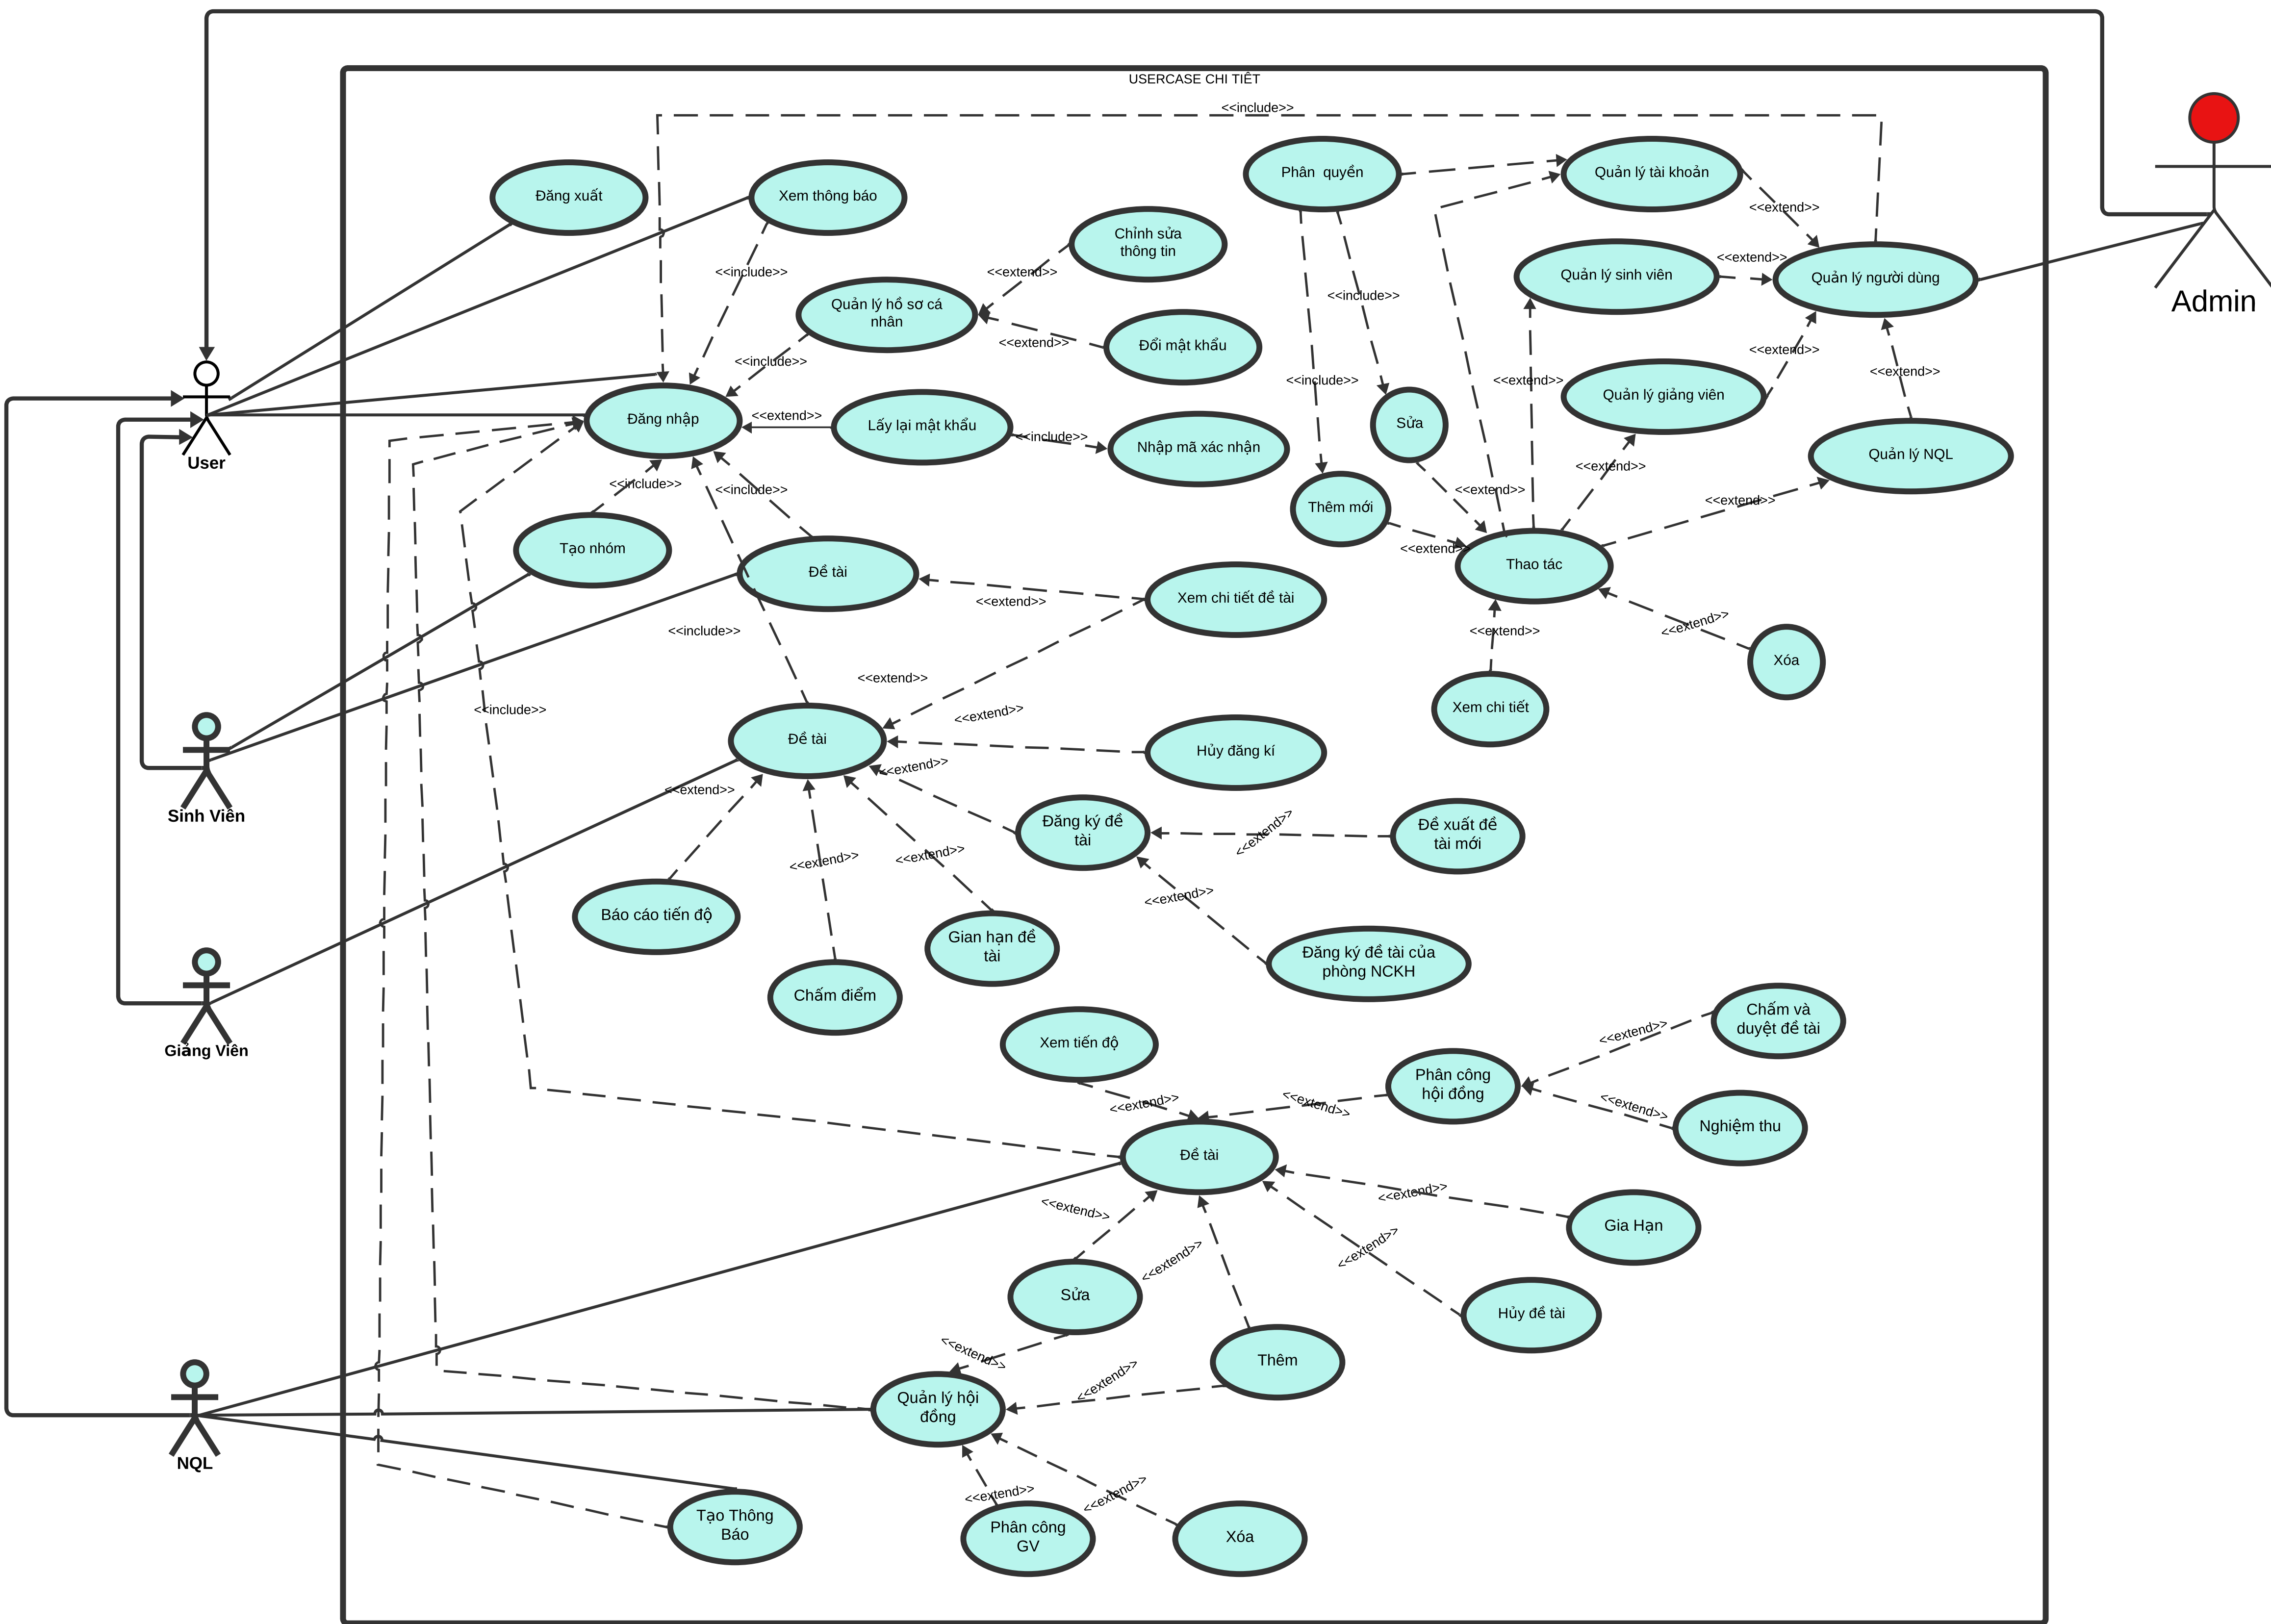 USERCASE CHI TIẾT
<<include>>
Phân quyền
Quản lý tài khoản
Đăng xuất
Xem thông báo
<<extend>>
Chỉnh sửa
thông tin
<<include>>
<<extend>>
Quản lý sinh viên
<<extend>>
Quản lý người dùng
Admin
Quản lý hồ sơ cá
nhân
<<include>>
<<extend>>
Đổi mật khẩu
<<extend>>
<<include>>
<<include>>
<<extend>>
<<extend>>
Quản lý giảng viên
Đăng nhập
<<extend>>
Lấy lại mật khẩu
<<include>>
Nhập mã xác nhận
Sửa
Quản lý NQL
User
<<extend>>
<<include>>
<<include>>
<<extend>>
<<extend>>
Thêm mới
Tạo nhóm
<<extend>>
Thao tác
Đề tài
<<extend>>
Xem chi tiết đề tài
<<include>>
<<extend>>
<<extend>>
Xóa
<<extend>>
<<include>>
<<extend>>
Xem chi tiết
Đề tài
Hủy đăng kí
<<extend>>
<<extend>>
Sinh Viên
Đăng ký đề
tài
<<extend>>
Đề xuất đề
tài mới
<<extend>>
<<extend>>
<<extend>>
Báo cáo tiến độ
Gian hạn đề
tài
Đăng ký đề tài của
phòng NCKH
Chấm điểm
Giảng Viên
Xem tiến độ
Chấm và
duyệt đề tài
<<extend>>
Phân công
hội đồng
<<extend>>
<<extend>>
<<extend>>
Nghiệm thu
Đề tài
<<extend>>
<<extend>>
Gia Hạn
<<extend>>
<<extend>>
Sửa
Hủy đề tài
<<extend>>
Thêm
<<extend>>
Quản lý hội
đồng
NQL
<<extend>>
<<extend>>
Tạo Thông
Báo
Phân công
GV
Xóa